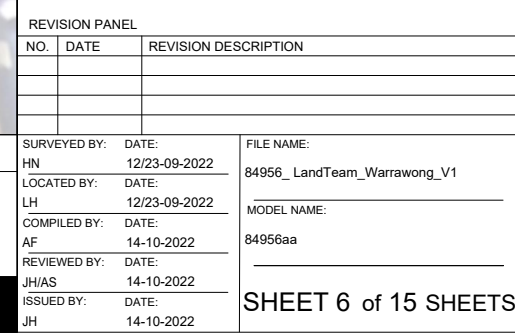 REVISION PANEL
NO. DATE REVISION DESCRIPTION
SURVEYED BY: DATE:
HN 12/23-09-2022
LOCATED BY: DATE:
LH 12/23-09-2022
COMPILED BY: DATE:
AF 14-10-2022
REVIEWED BY: DATE:
JH/AS 14-10-2022
ISSUED BY: DATE:
JH 14-10-2022
FILE NAME:
84956_ LandTeam_Warrawong_V1
MODEL NAME:
84956aa
SHEET 6 of 15 SHEETS